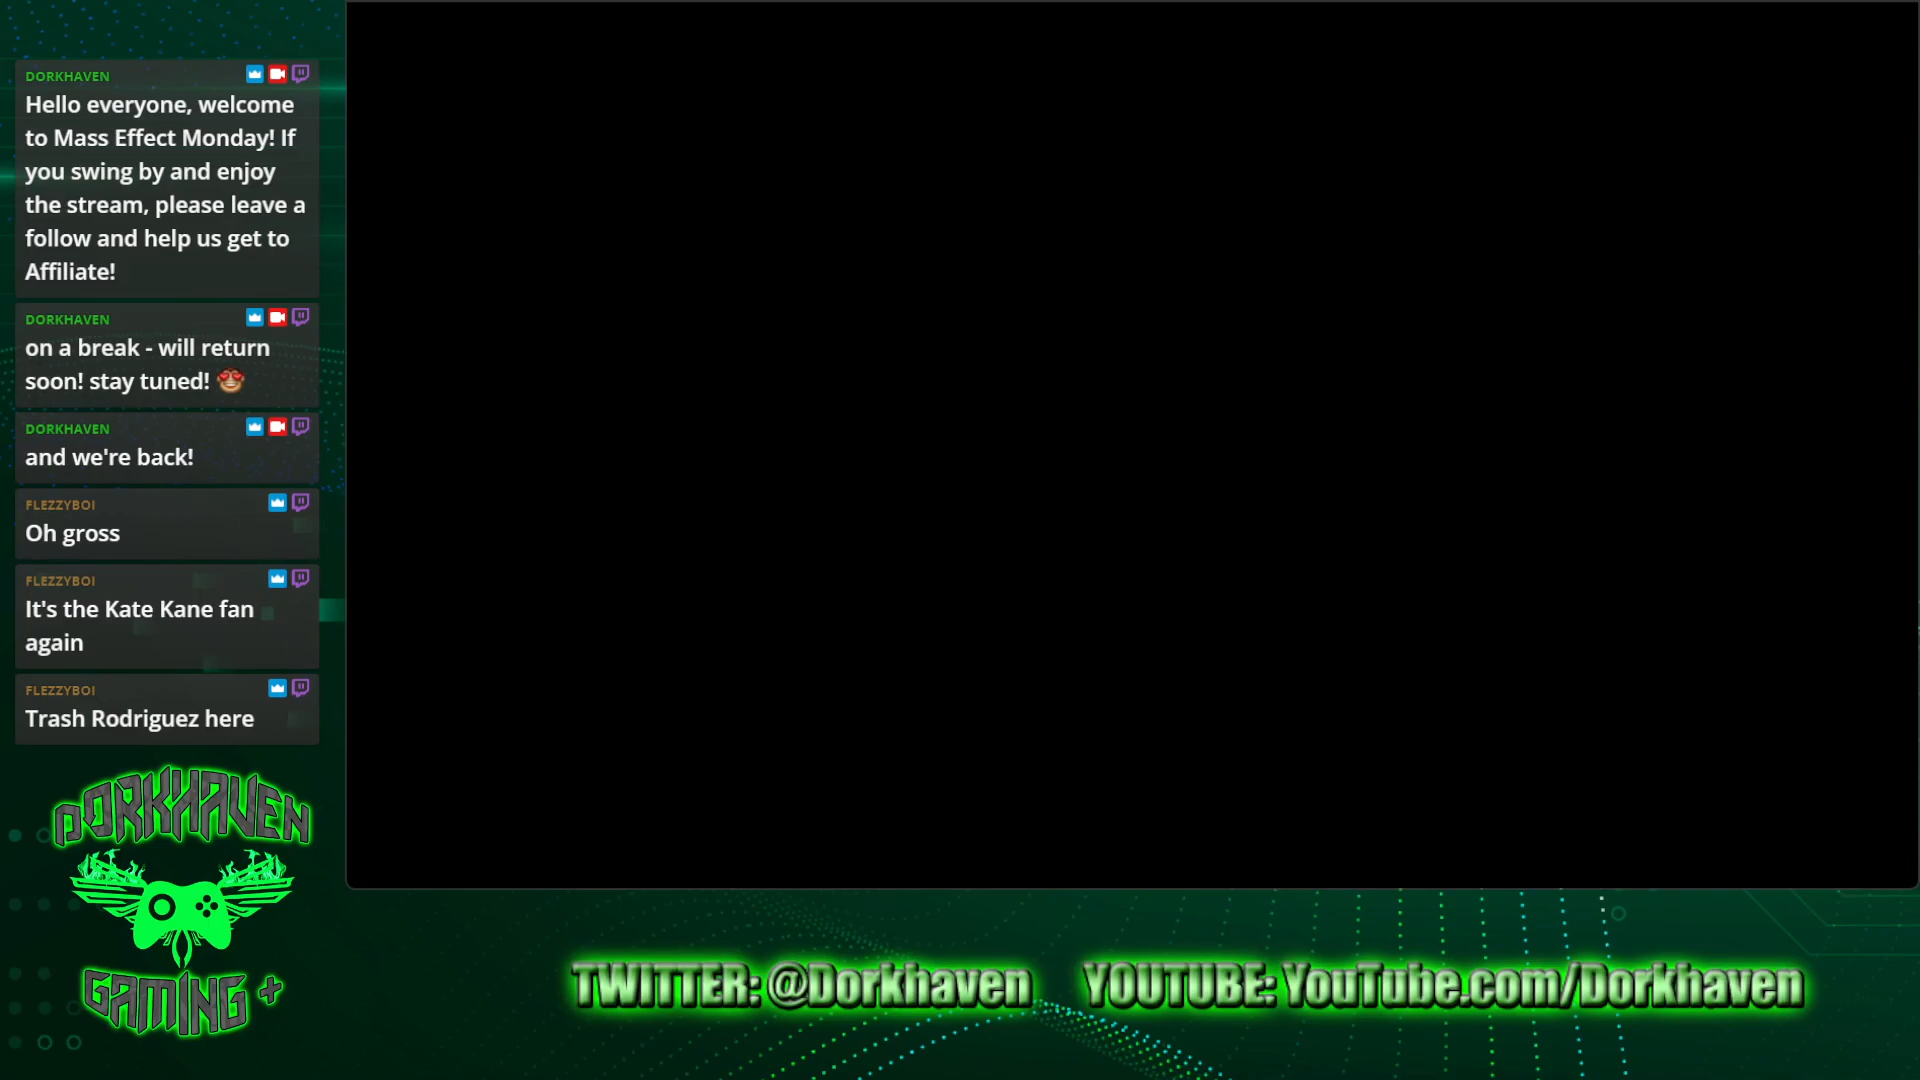 DORKHAVEN
Hello everyone, welcome
to Mass Effect Monday! If
you swing by and enjoy
the stream, please leave a
follow and help us get to
Affiliate!
DORKHAVEN
on a break - will return
soon! stay tuned!
DORKHAVEN
and we're back!
FLEZZYBOI
Oh gross
FLEZZYBOI
It's the Kate Kane fan
again
FLEZZYBOI
Trash Rodriguez here
DORKHAVEN
GAMING +
TWITTER: @Dorkhaven YOUTUBE: YouTube.com/Dorkhaven